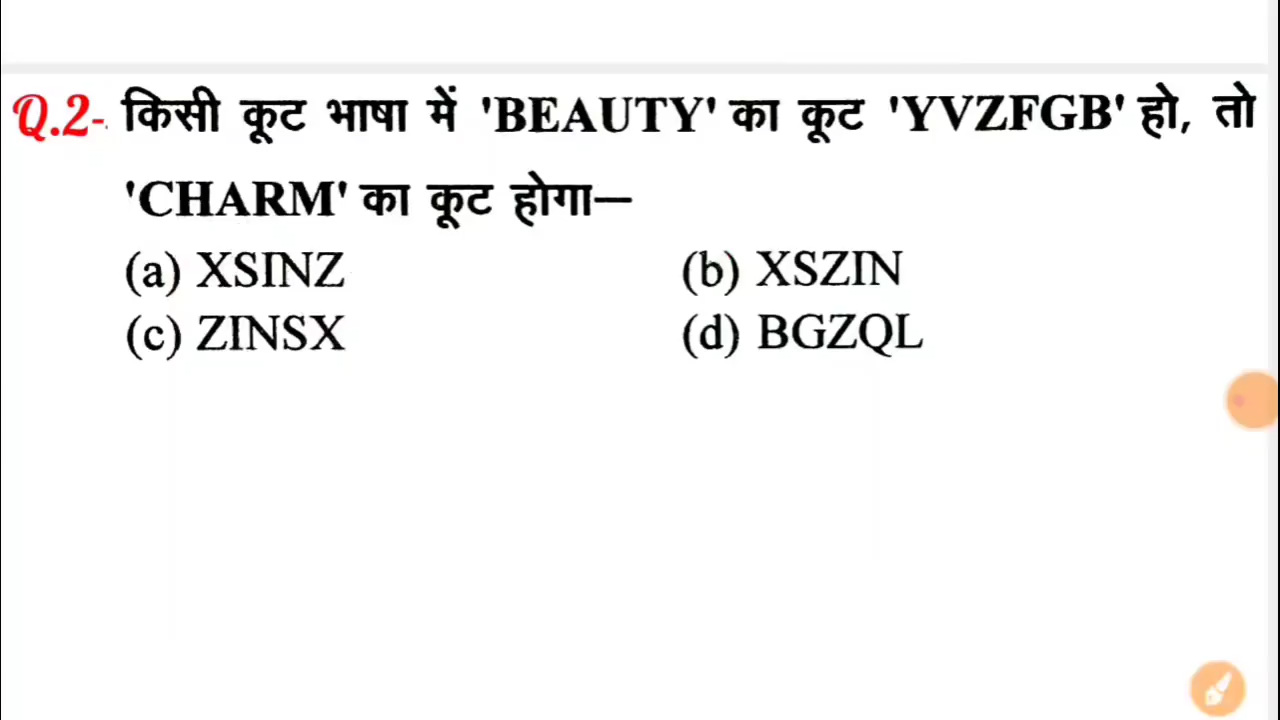 Q.2- किसी कूट भाषा में 'BEAUTY' का कूट 'YVZFGB' हो, तो
'CHARM' का कूट होगा—
(a) XSINZ (b) XSZIN
(c) ZINSX (d) BGZQL